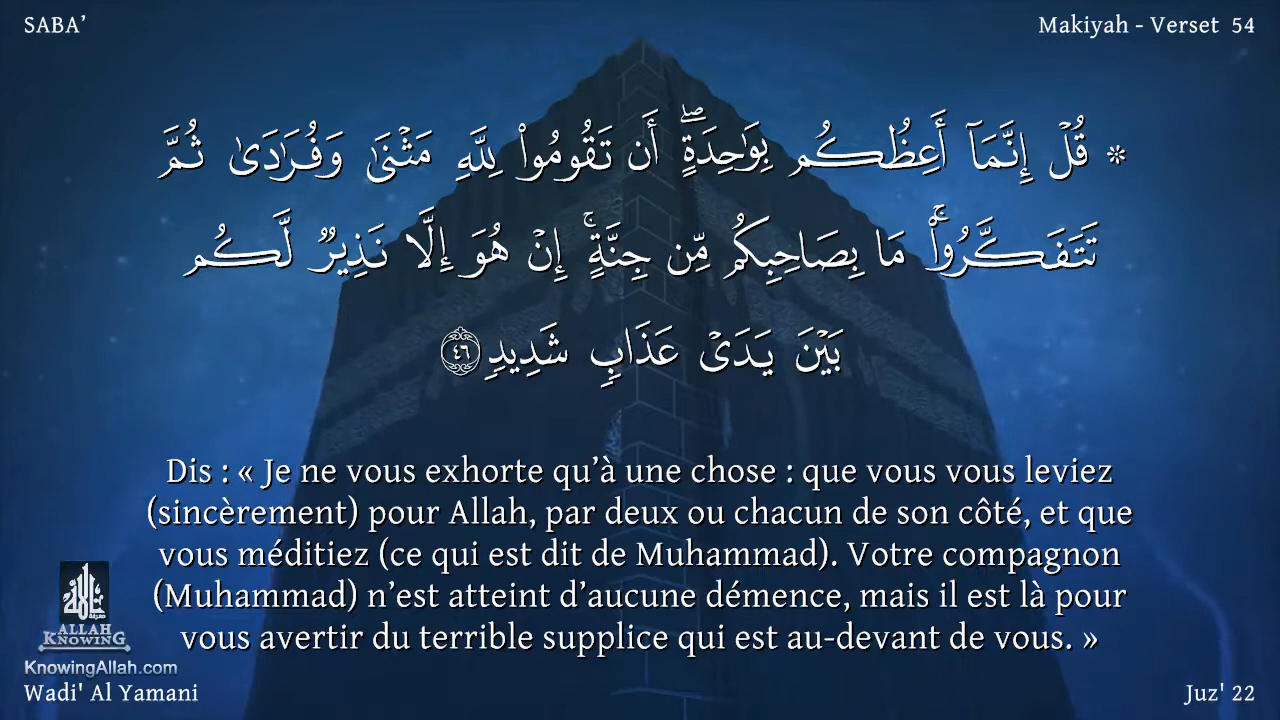 SABA’
Makiyah - Verset 54
* قُلۡ إِنَّمَآ أَعِظُكُم بِوَٰحِدَةٍۖ أَن تَقُومُواْ لِلَّهِ مَثۡنَىٰ وَفُرَٰدَىٰ ثُمَّ
تَتَفَكَّرُواْۚ مَا بِصَاحِبِكُم مِّن جِنَّةٍۚ إِنۡ هُوَ إِلَّا نَذِيرٞ لَّكُم
بَيۡنَ يَدَيۡ عَذَابٖ شَدِيدٖ ٤٦
Dis : « Je ne vous exhorte qu’à une chose : que vous vous leviez
(sincèrement) pour Allah, par deux ou chacun de son côté, et que
vous méditiez (ce qui est dit de Muhammad). Votre compagnon
(Muhammad) n’est atteint d’aucune démence, mais il est là pour
vous avertir du terrible supplice qui est au-devant de vous. »
ALLAH
KNOWING
KnowingAllah.com
Wadi' Al Yamani
Juz' 22